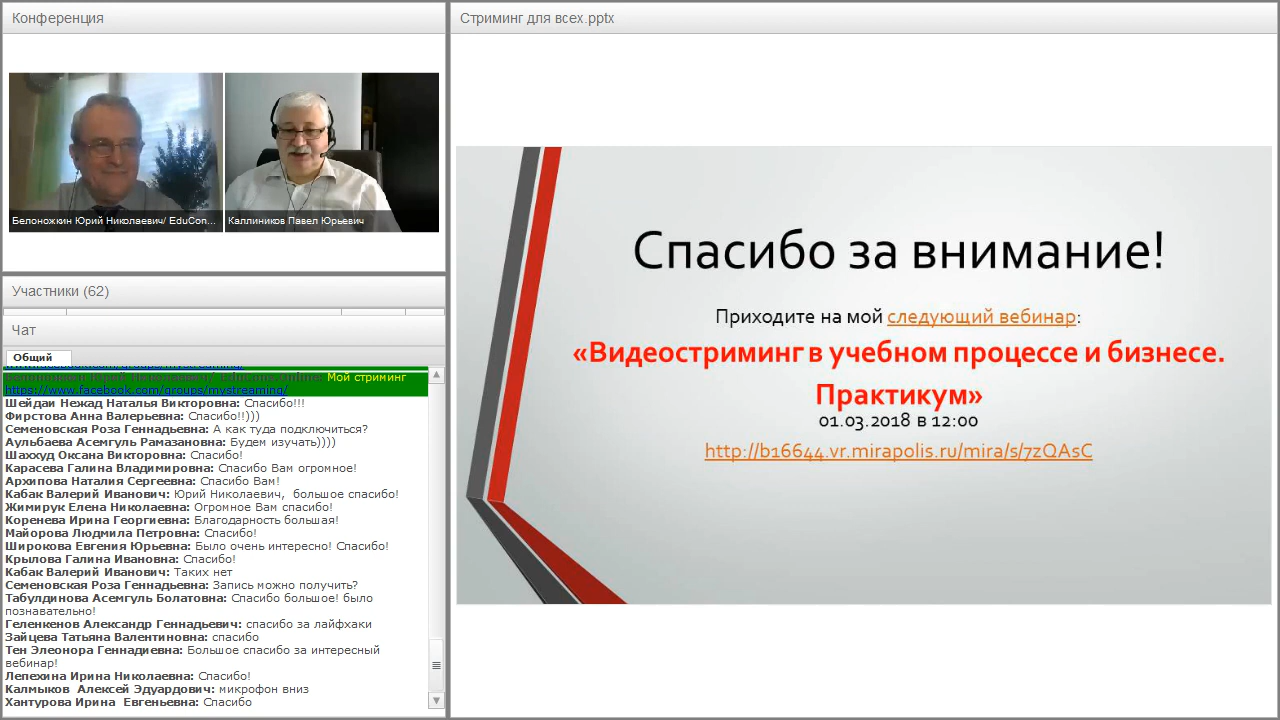 Конференция
Белоножкин Юрий Николаевич/ EduCon...
Каллиников Павел Юрьевич
Участники (62)
Чат
Общий
Мой стриминг
https://www.facebook.com/groups/mystreaming/
Шейдаи Нежад Наталья Викторовна: Спасибо!!!
Фирстова Анна Валерьевна: Спасибо!!)))
Семеновская Роза Геннадьевна: А как туда подключиться?
Аульбаева Асемгуль Рамазановна: Будем изучать))))
Шаххуд Оксана Викторовна: Спасибо!
Карасева Галина Владимировна: Спасибо Вам огромное!
Архипова Наталия Сергеевна: Спасибо Вам!
Кабак Валерий Иванович: Юрий Николаевич, большое спасибо!
Жимирук Елена Николаевна: Огромное Вам спасибо!
Коренева Ирина Георгиевна: Благодарность большая!
Майорова Людмила Петровна: Спасибо!
Широкова Евгения Юрьевна: Было очень интересно! Спасибо!
Крылова Галина Ивановна: Спасибо!
Кабак Валерий Иванович: Таких нет
Семеновская Роза Геннадьевна: Запись можно получить?
Табулдинова Асемгуль Болатовна: Спасибо большое! было
познавательно!
Геленкенов Александр Геннадьевич: спасибо за лайфхаки
Зайцева Татьяна Валентиновна: спасибо
Тен Элеонора Геннадиевна: Большое спасибо за интересный
вебинар!
Лепехина Ирина Николаевна: Спасибо!
Калмыков Алексей Эдуардович: микрофон вниз
Хантурова Ирина Евгеньевна: Спасибо
Стриминг для всех.pptx
Спасибо за внимание!
Приходите на мой следующий вебинар:
«Видеостриминг в учебном процессе и бизнесе.
Практикум»
01.03.2018 в 12:00
http://b16644.vr.mirapolis.ru/mira/s/7zQAsC